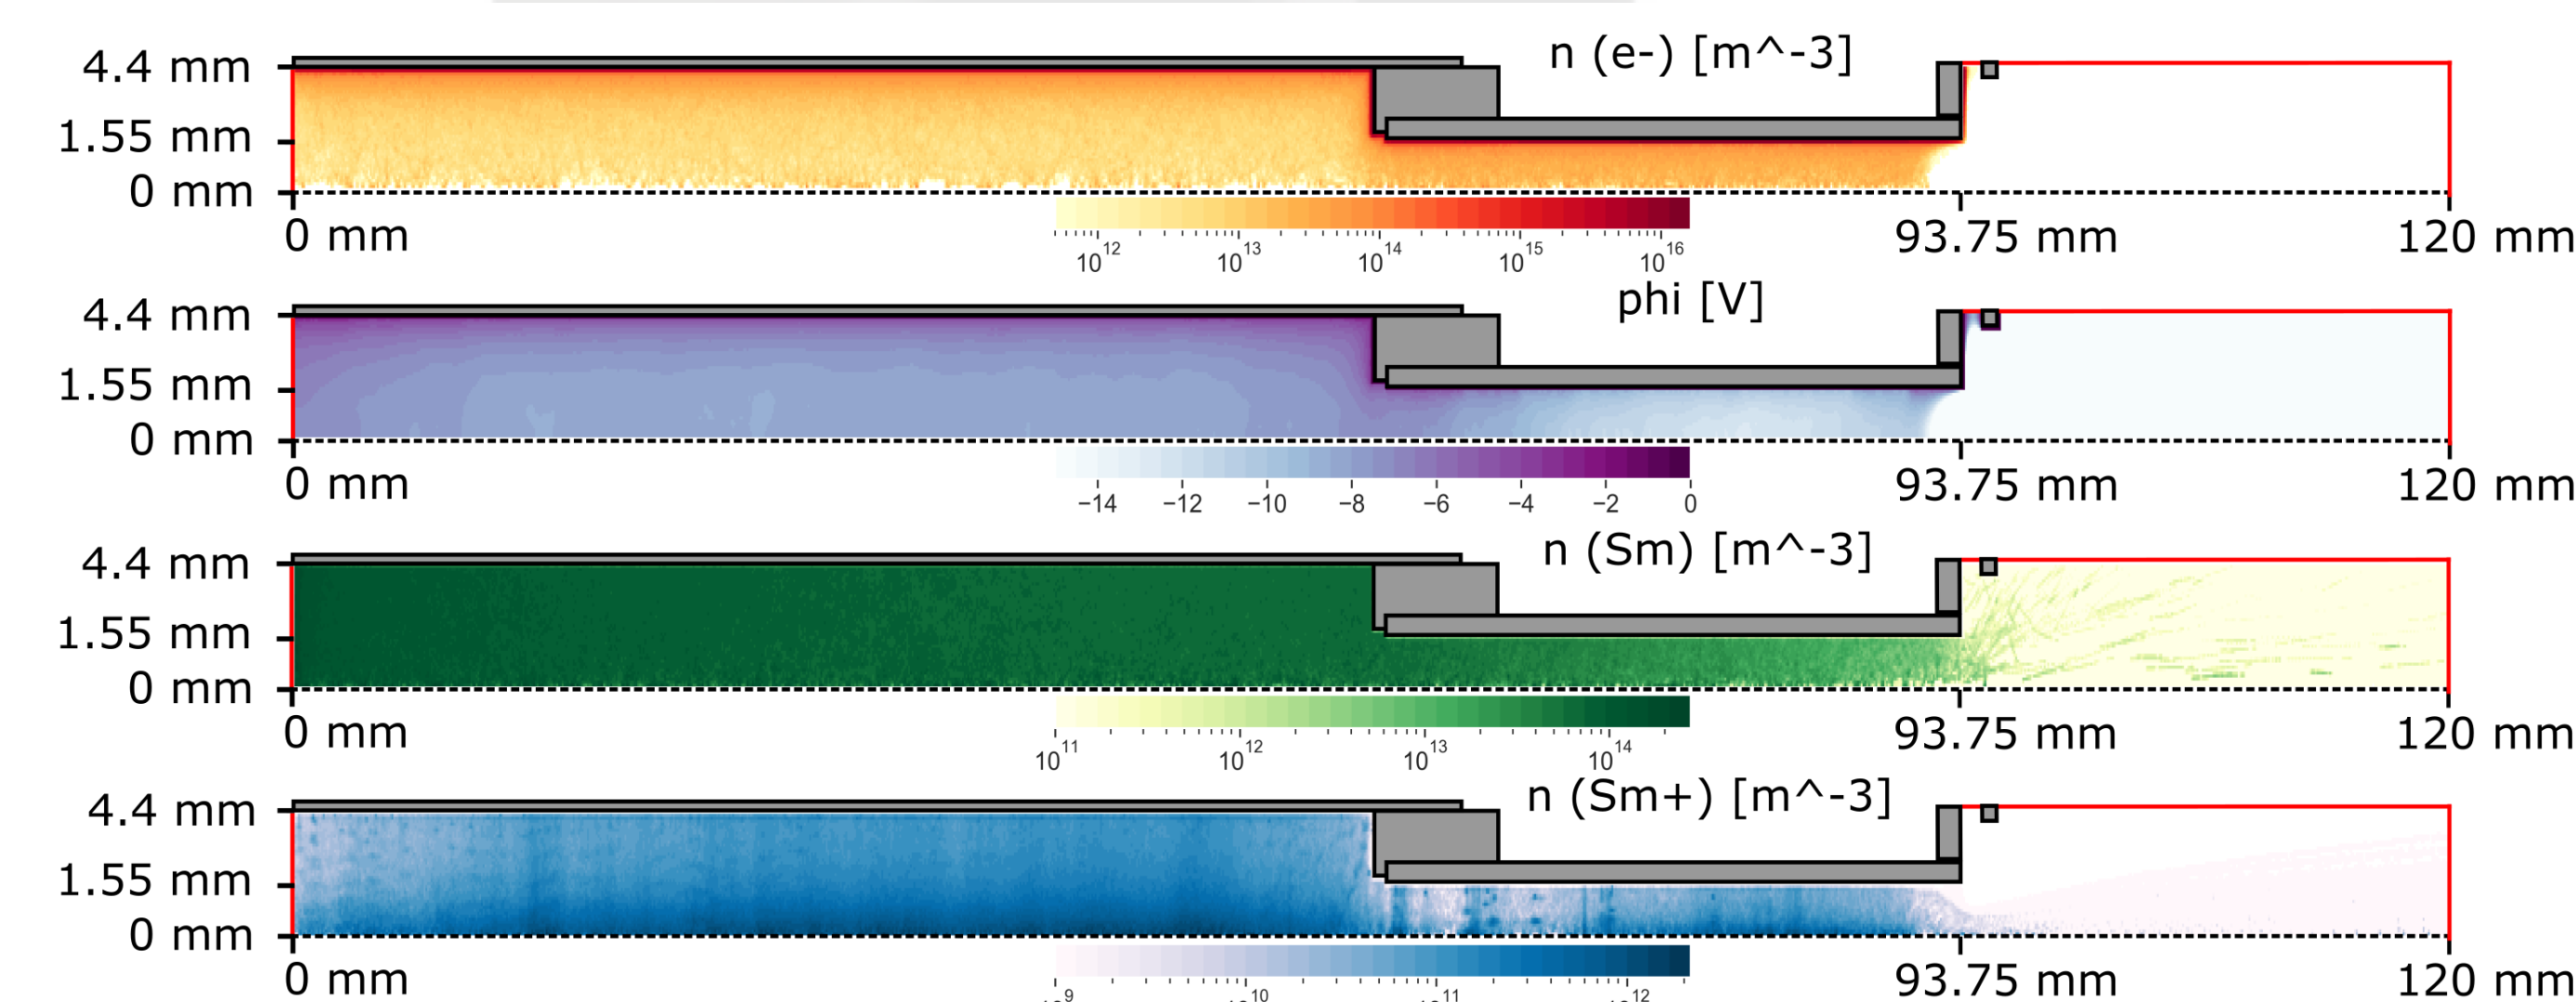 n (e-) [m^-3]
4.4 mm
1.55 mm
0 mm
0 mm 93.75 mm 120 mm
10^12 10^13 10^14 10^15 10^16
phi [V]
4.4 mm
1.55 mm
0 mm
0 mm 93.75 mm 120 mm
−14 −12 −10 −8 −6 −4 −2 0
n (Sm) [m^-3]
4.4 mm
1.55 mm
0 mm
0 mm 93.75 mm 120 mm
10^11 10^12 10^13 10^14
n (Sm+) [m^-3]
4.4 mm
1.55 mm
0 mm
0 mm 93.75 mm 120 mm
10^9 10^10 10^11 10^12